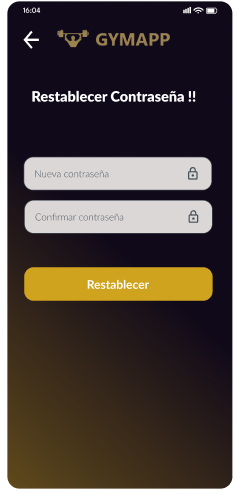 16:04
GYMAPP
Restablecer Contraseña !!
Nueva contraseña
Confirmar contraseña
Restablecer